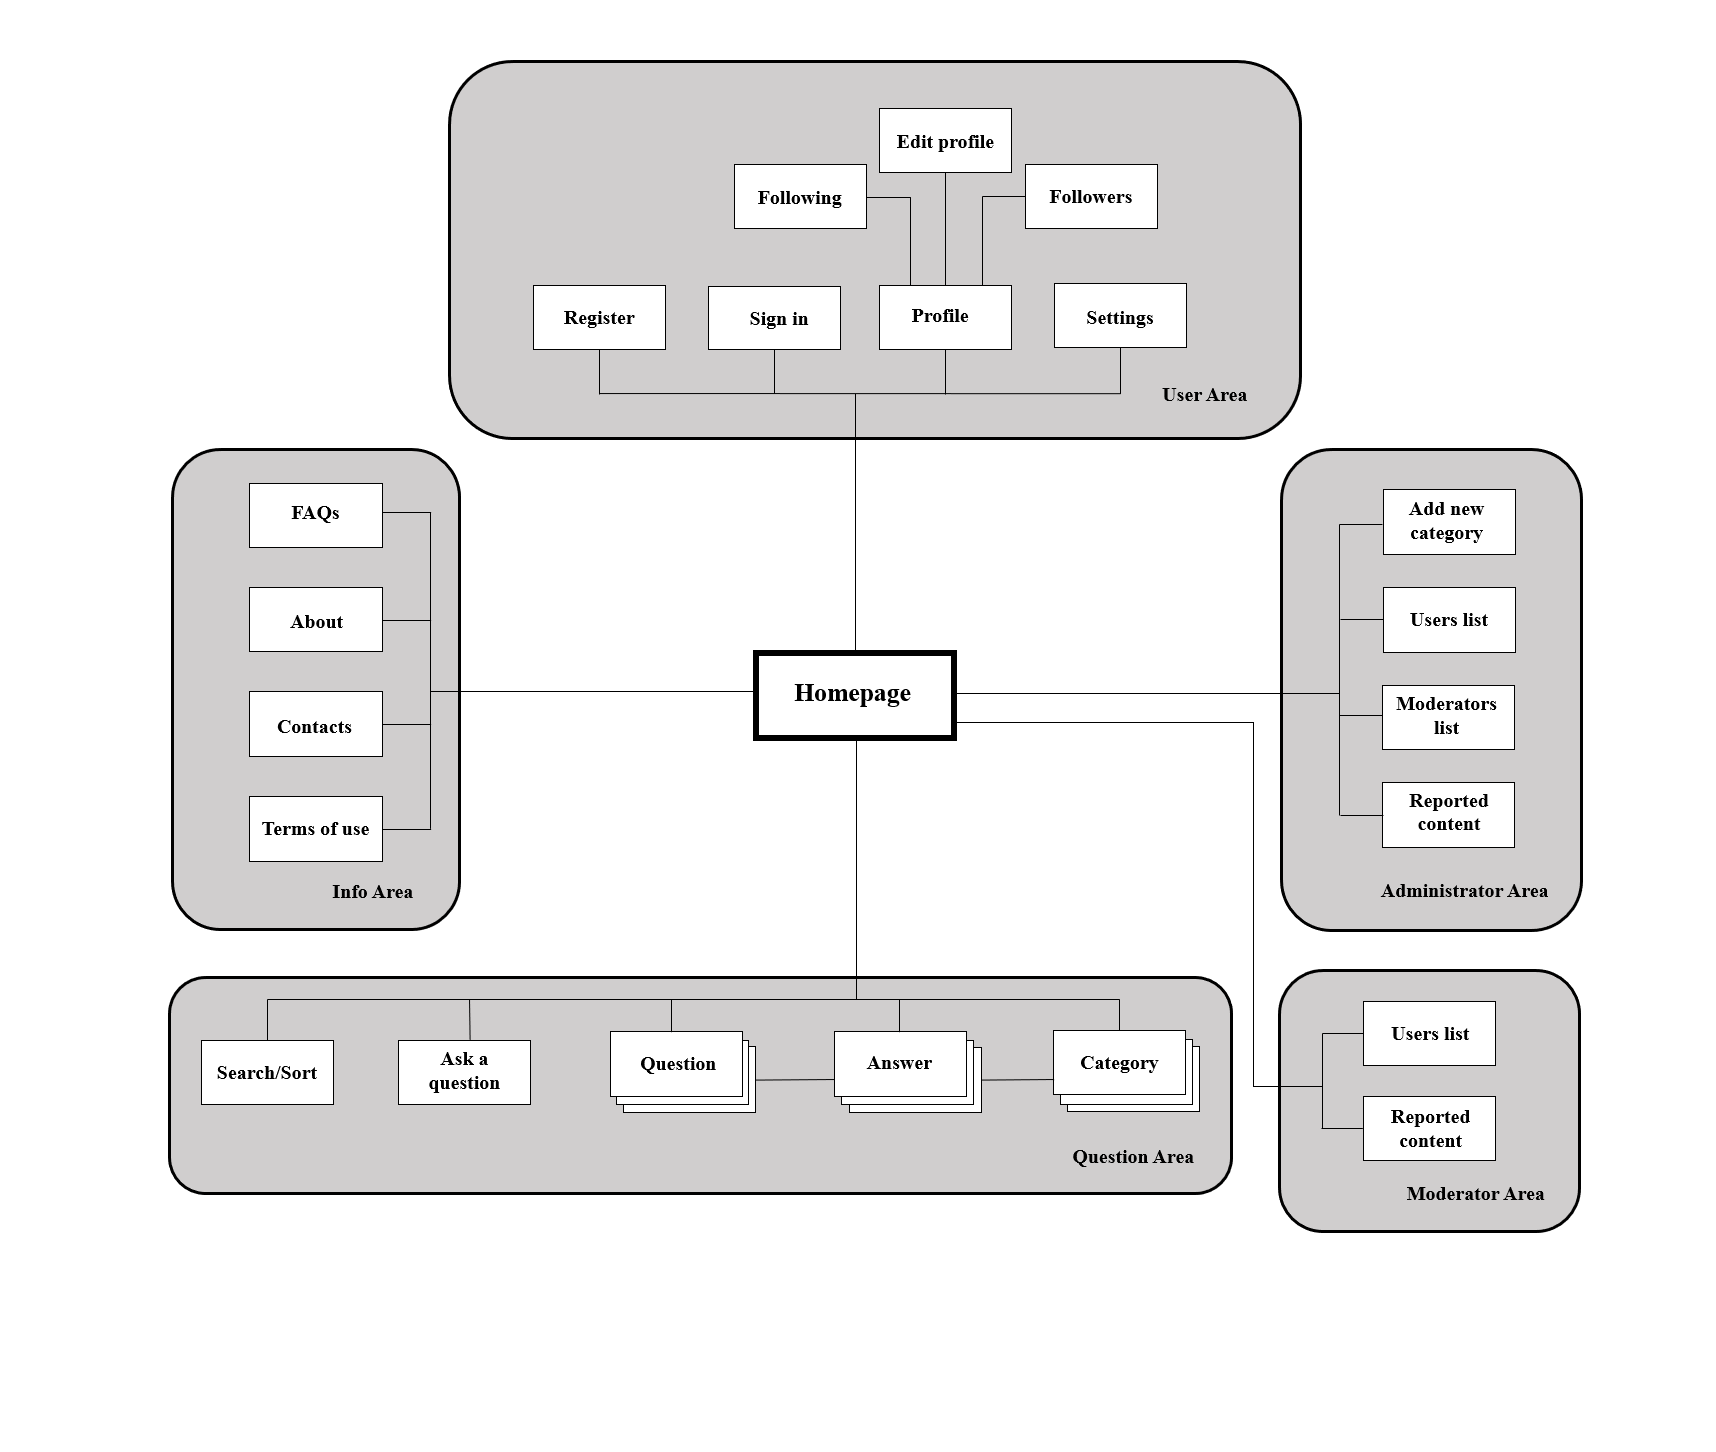 Edit profile
Following
Followers
Register
Sign in
Profile
Settings
User Area
FAQs
About
Contacts
Terms of use
Info Area
Homepage
Add new
category
Users list
Moderators
list
Reported
content
Administrator Area
Search/Sort
Ask a
question
Question
Answer
Category
Question Area
Users list
Reported
content
Moderator Area